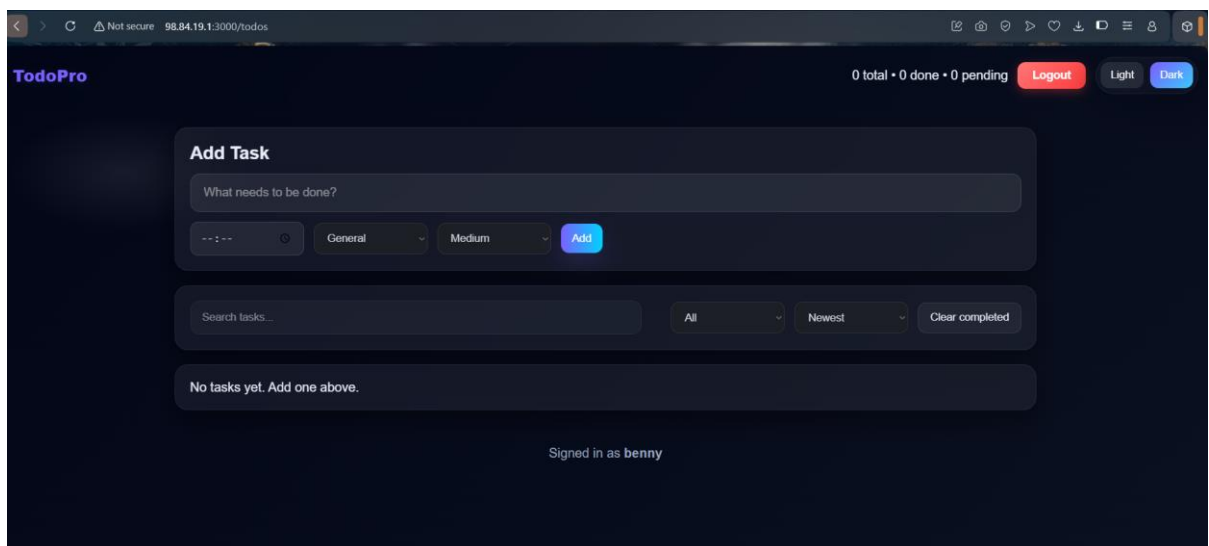 Not secure 98.84.19.1:3000/todos
TodoPro
0 total • 0 done • 0 pending Logout Light Dark
Add Task
What needs to be done?
--:-- General Medium Add
Search tasks... All Newest Clear completed
No tasks yet. Add one above.
Signed in as benny